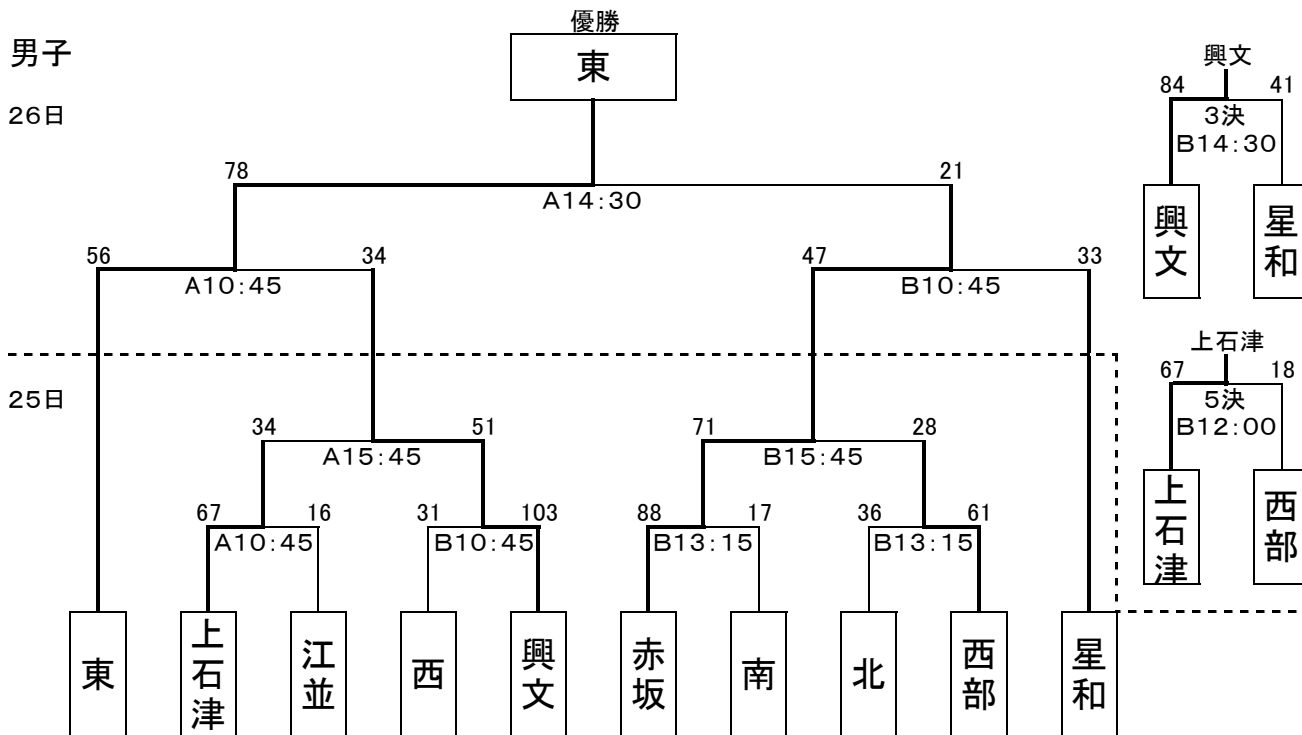 優勝
男子
東
興文
84 41
26日
3決
B14:30
78 21
A14:30
興文 星和
56 34 47 33
A10:45 B10:45
上石津
67 18
25日
5決
B12:00
34 51 71 28
A15:45 B15:45
上石津 西部
67 16 31 103 88 17 36 61
A10:45 B10:45 B13:15 B13:15
東 上石津 江並 西 興文 赤坂 南 北 西部 星和